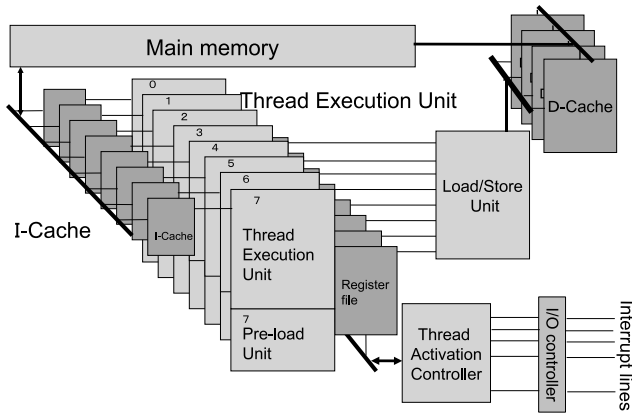 Main memory
D-Cache
0
1
2
3
4
5
6
7
Thread Execution Unit
I-Cache
I-Cache
Thread
Execution
Unit
Load/Store
Unit
Register
file
7
Pre-load
Unit
Thread
Activation
Controller
I/O controller
Interrupt lines